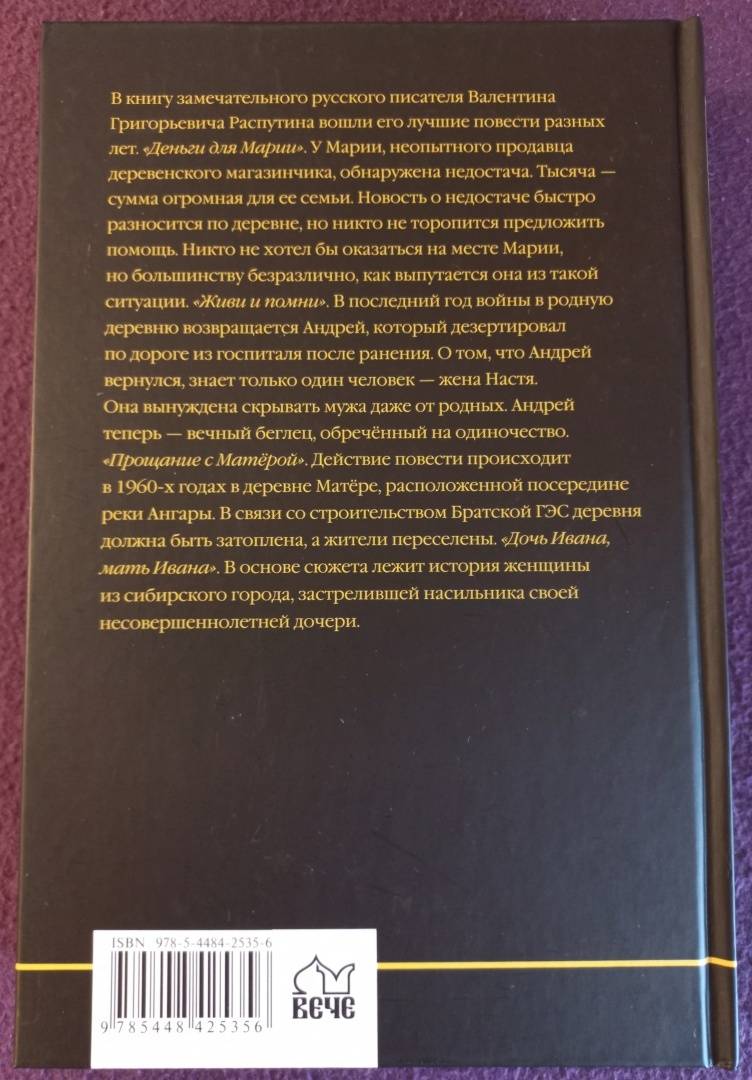 В книгу замечательного русского писателя Валентина
Григорьевича Распутина вошли его лучшие повести разных
лет. «Деньги для Марии». У Марии, неопытного продавца
деревенского магазинчика, обнаружена недостача. Тысяча —
сумма огромная для ее семьи. Новость о недостаче быстро
разносится по деревне, но никто не торопится предложить
помощь. Никто не хотел бы оказаться на месте Марии,
но большинству безразлично, как выпутается она из такой
ситуации. «Живи и помни». В последний год войны в родную
деревню возвращается Андрей, который дезертировал
по дороге из госпиталя после ранения. О том, что Андрей
вернулся, знает только один человек — жена Настя.
Она вынуждена скрывать мужа даже от родных. Андрей
теперь — вечный беглец, обречённый на одиночество.
«Прощание с Матёрой». Действие повести происходит
в 1960-х годах в деревне Матёре, расположенной посередине
реки Ангары. В связи со строительством Братской ГЭС деревня
должна быть затоплена, а жители переселены. «Дочь Ивана,
мать Ивана». В основе сюжета лежит история женщины
из сибирского города, застрелившей насильника своей
несовершеннолетней дочери.
ISBN 978-5-4484-2535-6
9 785448 425356
ВЕЧЕ